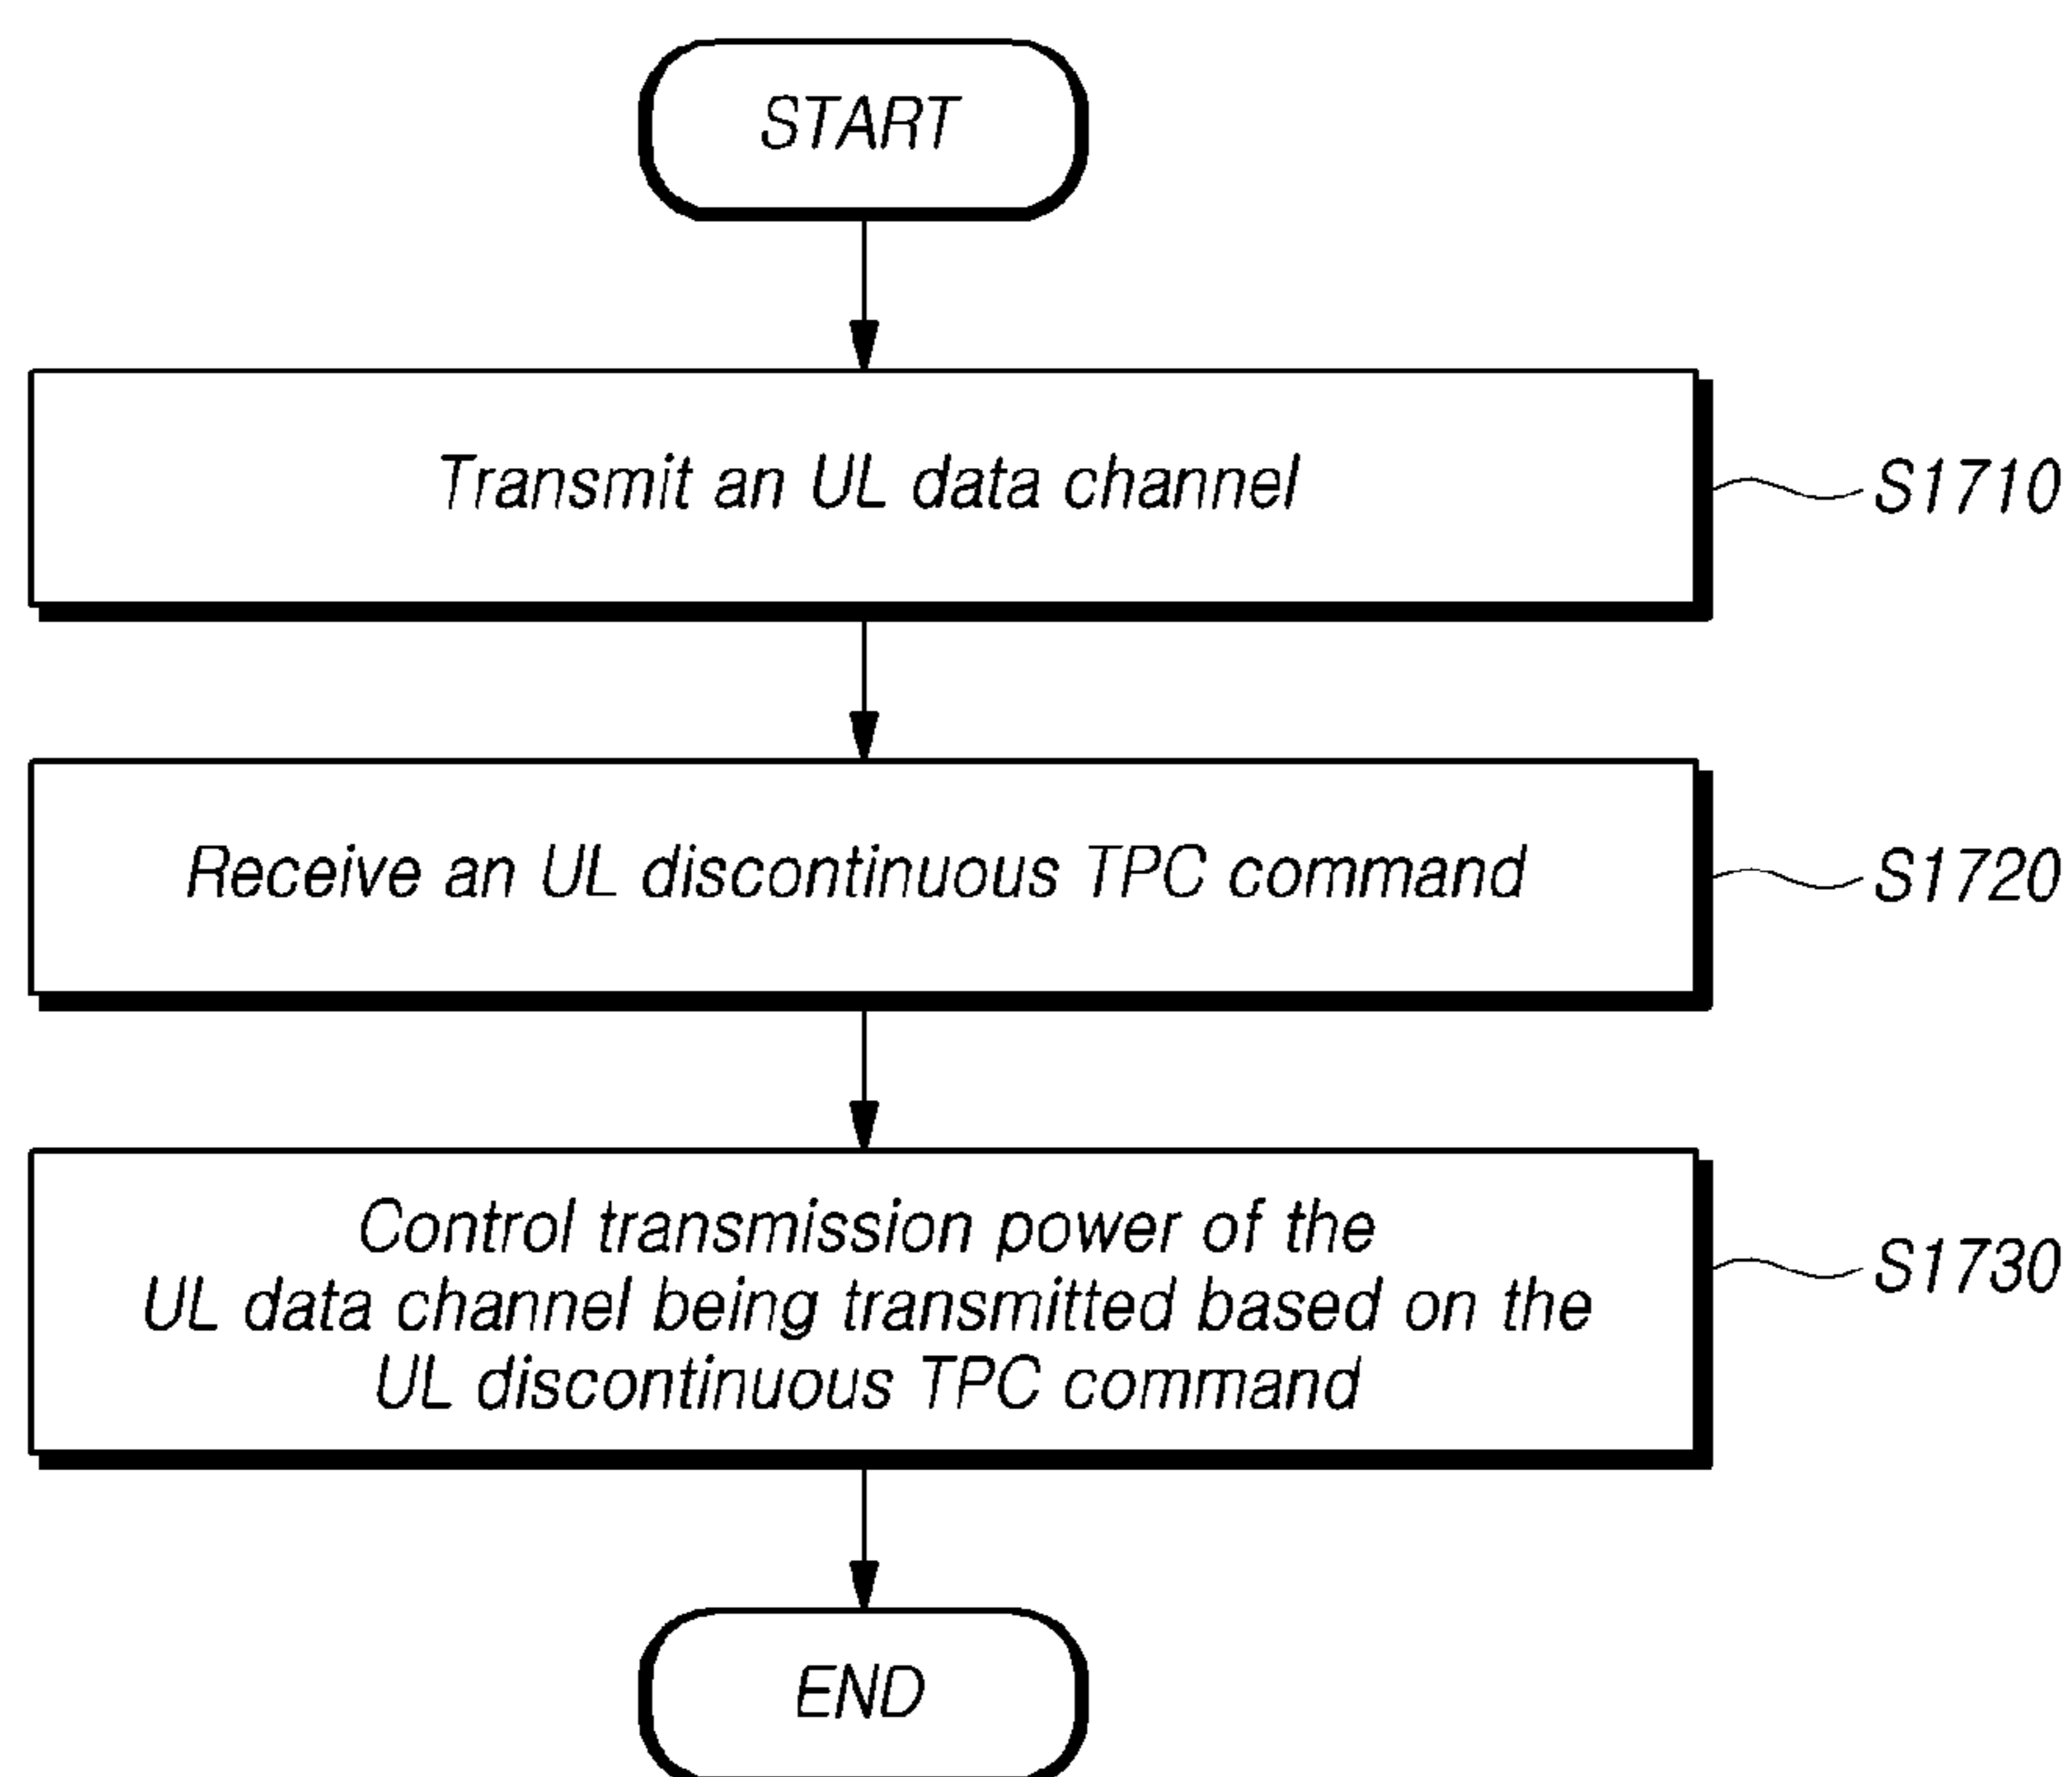 START
Transmit an UL data channel
S1710
Receive an UL discontinuous TPC command
S1720
Control transmission power of the
UL data channel being transmitted based on the
UL discontinuous TPC command
S1730
END